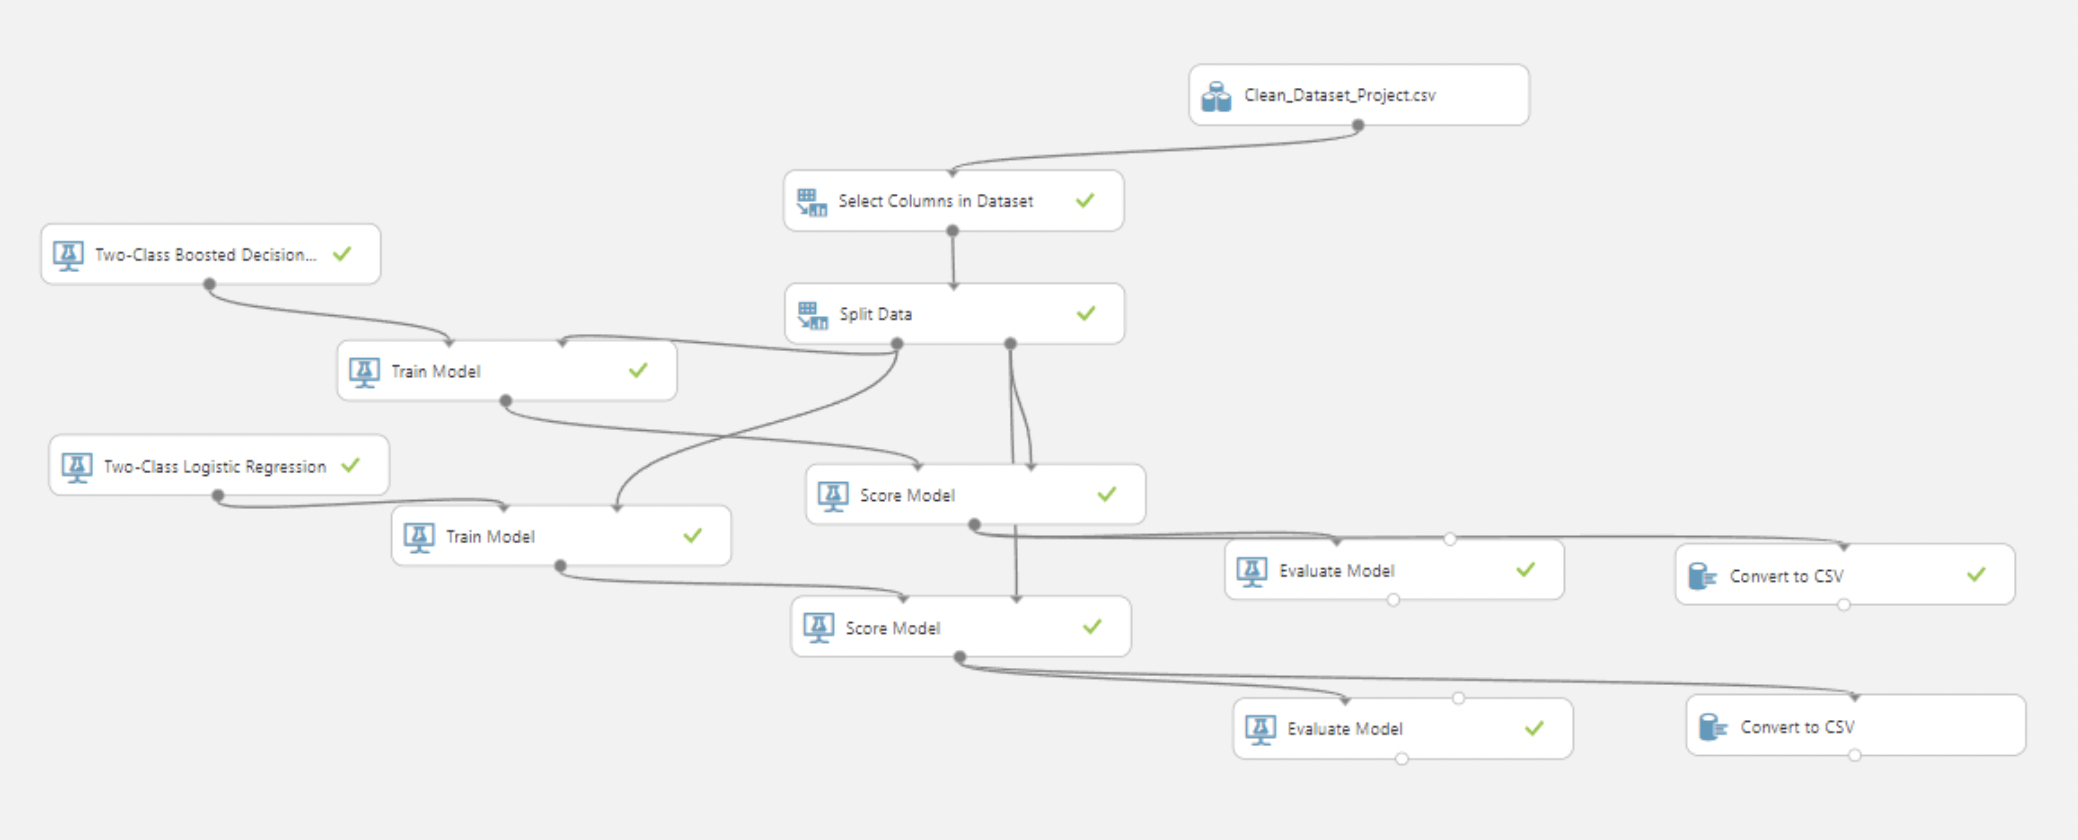 Clean_Dataset_Project.csv
Select Columns in Dataset
Two-Class Boosted Decision...
Split Data
Train Model
Two-Class Logistic Regression
Score Model
Train Model
Evaluate Model
Convert to CSV
Score Model
Evaluate Model
Convert to CSV